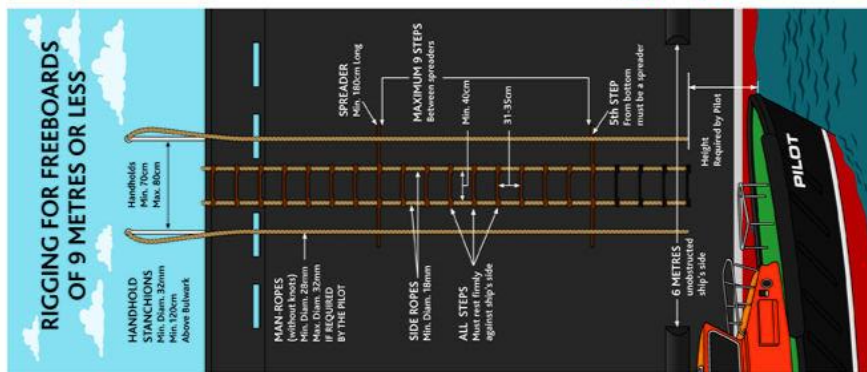 RIGGING FOR FREEBOARDS
OF 9 METRES OR LESS
HANDHOLD
STANCHIONS
Min. Diam. 32mm
Min. 120cm
Above Bulwark
Handholds
Min. 70cm
Max. 80cm
MAN-ROPES
(without knots)
Min. Diam. 28mm
Max. Diam. 32mm
IF REQUIRED
BY THE PILOT
SPREADER
Min. 180cm Long
MAXIMUM 9 STEPS
Between spreaders
SIDE ROPES
Min. Diam. 18mm
Min. 40cm
ALL STEPS
Must rest firmly
against ship's side
31-35cm
5th STEP
From bottom
must be a spreader
6 METRES
unobstructed
ship's side
Height
Required by Pilot
PILOT